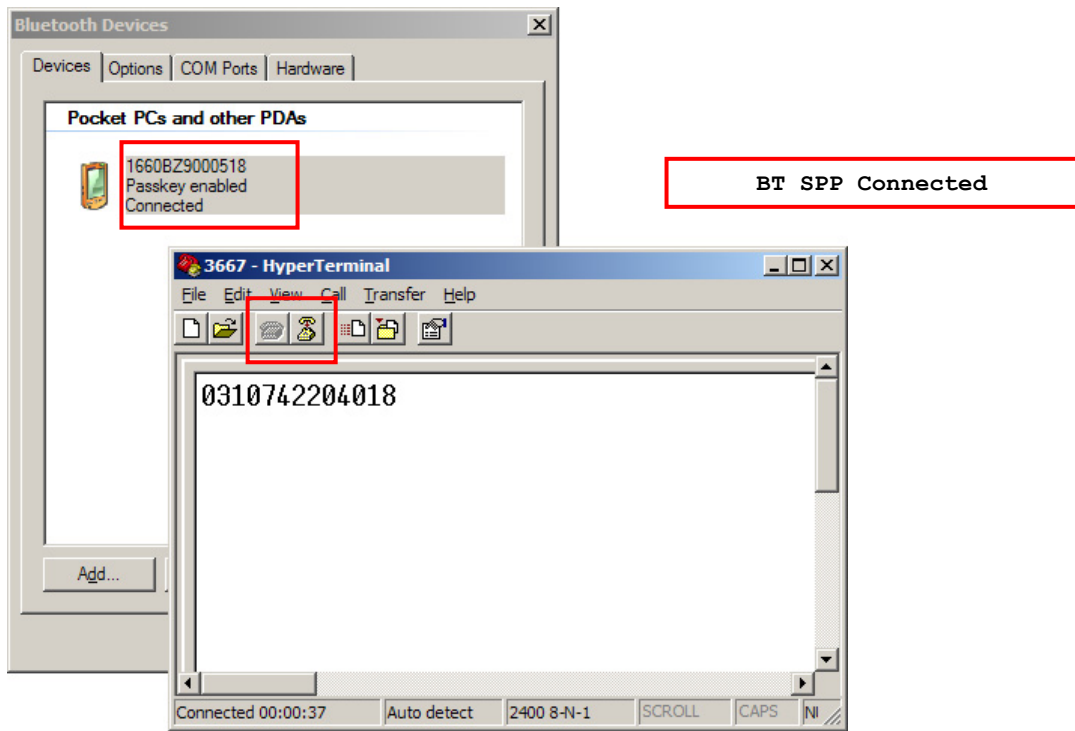 Bluetooth Devices
Devices Options COM Ports Hardware
Pocket PCs and other PDAs
1660BZ9000518
Passkey enabled
Connected
Add...
BT SPP Connected
3667 - HyperTerminal
File Edit View Call Transfer Help
0310742204018
Connected 00:00:37 Auto detect 2400 8-N-1 SCROLL CAPS